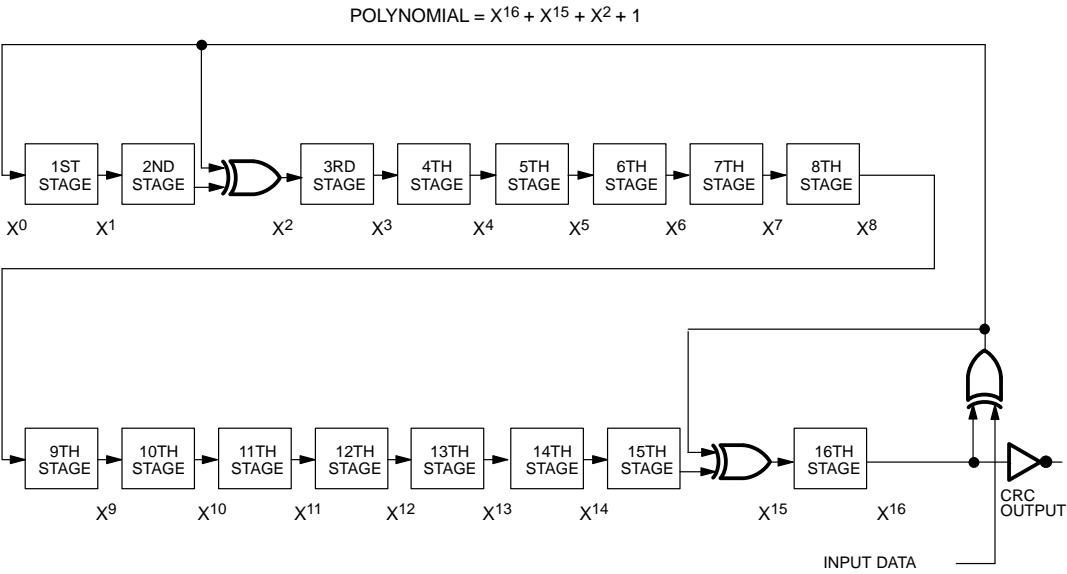 POLYNOMIAL = X16 + X15 + X2 + 1
1ST STAGE
2ND STAGE
3RD STAGE
4TH STAGE
5TH STAGE
6TH STAGE
7TH STAGE
8TH STAGE
X0 X1 X2 X3 X4 X5 X6 X7 X8
9TH STAGE
10TH STAGE
11TH STAGE
12TH STAGE
13TH STAGE
14TH STAGE
15TH STAGE
16TH STAGE
CRC
OUTPUT
X9 X10 X11 X12 X13 X14 X15 X16
INPUT DATA